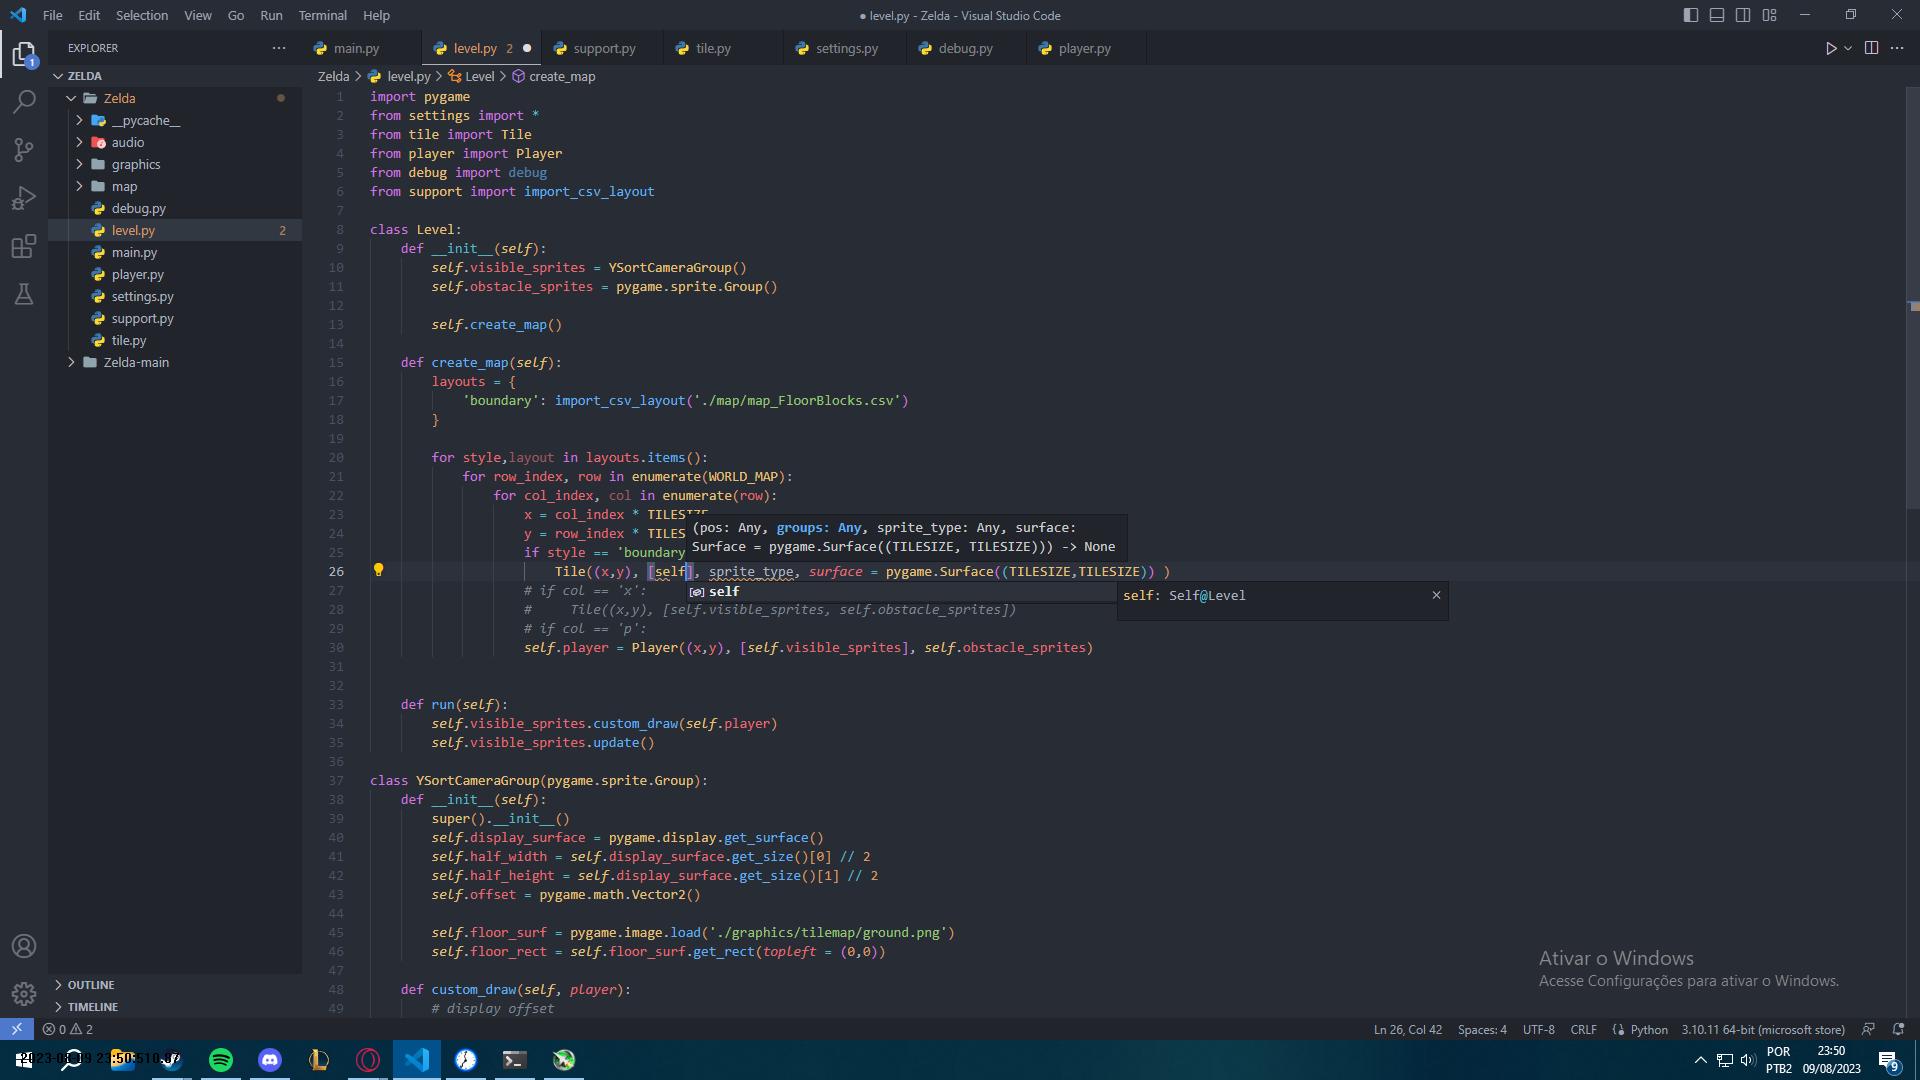 File Edit Selection View Go Run Terminal Help
● level.py - Zelda - Visual Studio Code
EXPLORER
main.py
level.py 2
support.py
tile.py
settings.py
debug.py
player.py
ZELDA
Zelda
__pycache__
audio
graphics
map
debug.py
level.py 2
main.py
player.py
settings.py
support.py
tile.py
Zelda-main
OUTLINE
TIMELINE
1
Zelda > level.py > Level > create_map
1 import pygame
2 from settings import *
3 from tile import Tile
4 from player import Player
5 from debug import debug
6 from support import import_csv_layout
7
8 class Level:
9 def __init__(self):
10 self.visible_sprites = YSortCameraGroup()
11 self.obstacle_sprites = pygame.sprite.Group()
12
13 self.create_map()
14
15 def create_map(self):
16 layouts = {
17 'boundary': import_csv_layout('./map/map_FloorBlocks.csv')
18 }
19
20 for style,layout in layouts.items():
21 for row_index, row in enumerate(WORLD_MAP):
22 for col_index, col in enumerate(row):
23 x = col_index * TILESIZE
24 y = row_index * TILES
25 if style == 'boundary
(pos: Any, groups: Any, sprite_type: Any, surface:
Surface = pygame.Surface((TILESIZE, TILESIZE))) -> None
26 Tile((x,y), [self], sprite_type, surface = pygame.Surface((TILESIZE,TILESIZE)) )
self
self: Self@Level
27 # if col == 'x':
28 # Tile((x,y), [self.visible_sprites, self.obstacle_sprites])
29 # if col == 'p':
30 self.player = Player((x,y), [self.visible_sprites], self.obstacle_sprites)
31
32
33 def run(self):
34 self.visible_sprites.custom_draw(self.player)
35 self.visible_sprites.update()
36
37 class YSortCameraGroup(pygame.sprite.Group):
38 def __init__(self):
39 super().__init__()
40 self.display_surface = pygame.display.get_surface()
41 self.half_width = self.display_surface.get_size()[0] // 2
42 self.half_height = self.display_surface.get_size()[1] // 2
43 self.offset = pygame.math.Vector2()
44
45 self.floor_surf = pygame.image.load('./graphics/tilemap/ground.png')
46 self.floor_rect = self.floor_surf.get_rect(topleft = (0,0))
47
48 def custom_draw(self, player):
49 # display offset
Ativar o Windows
Acesse Configurações para ativar o Windows.
0 2
Ln 26, Col 42 Spaces: 4 UTF-8 CRLF Python 3.10.11 64-bit (microsoft store)
POR
PTB2
23:50
09/08/2023
9